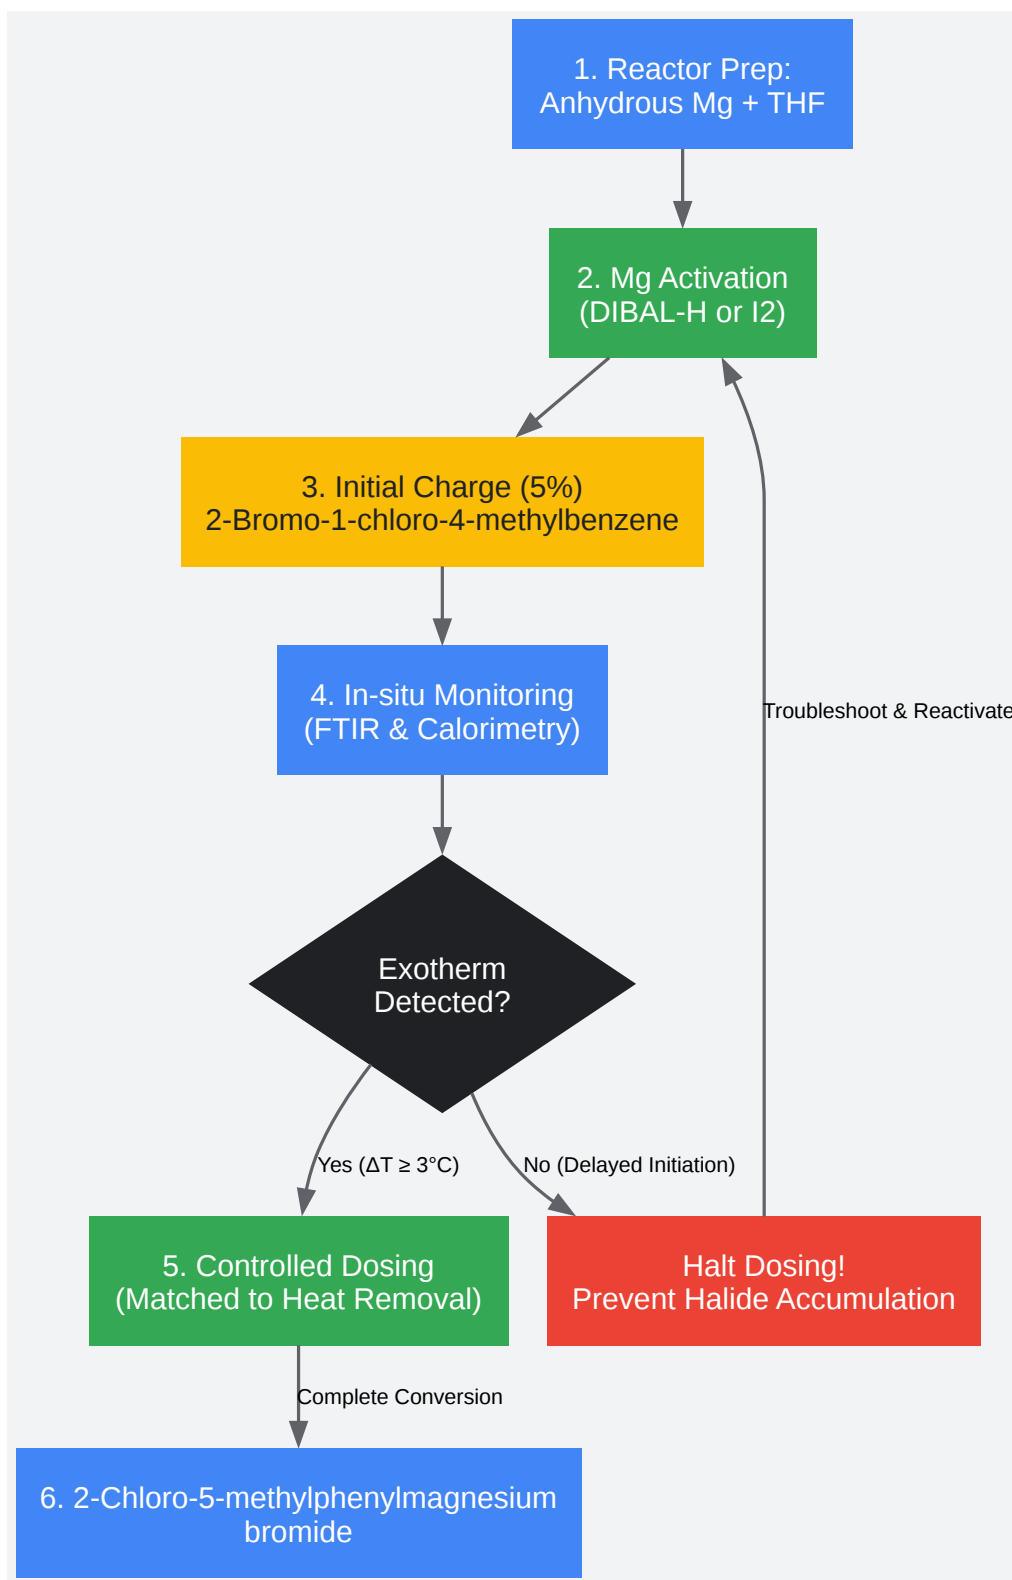 1. Reactor Prep:
Anhydrous Mg + THF
2. Mg Activation
(DIBAL-H or I2)
3. Initial Charge (5%)
2-Bromo-1-chloro-4-methylbenzene
4. In-situ Monitoring
(FTIR & Calorimetry)
Troubleshoot & Reactivate
Exotherm
Detected?
Yes (ΔT ≥ 3°C)
No (Delayed Initiation)
5. Controlled Dosing
(Matched to Heat Removal)
Halt Dosing!
Prevent Halide Accumulation
Complete Conversion
6. 2-Chloro-5-methylphenylmagnesium
bromide